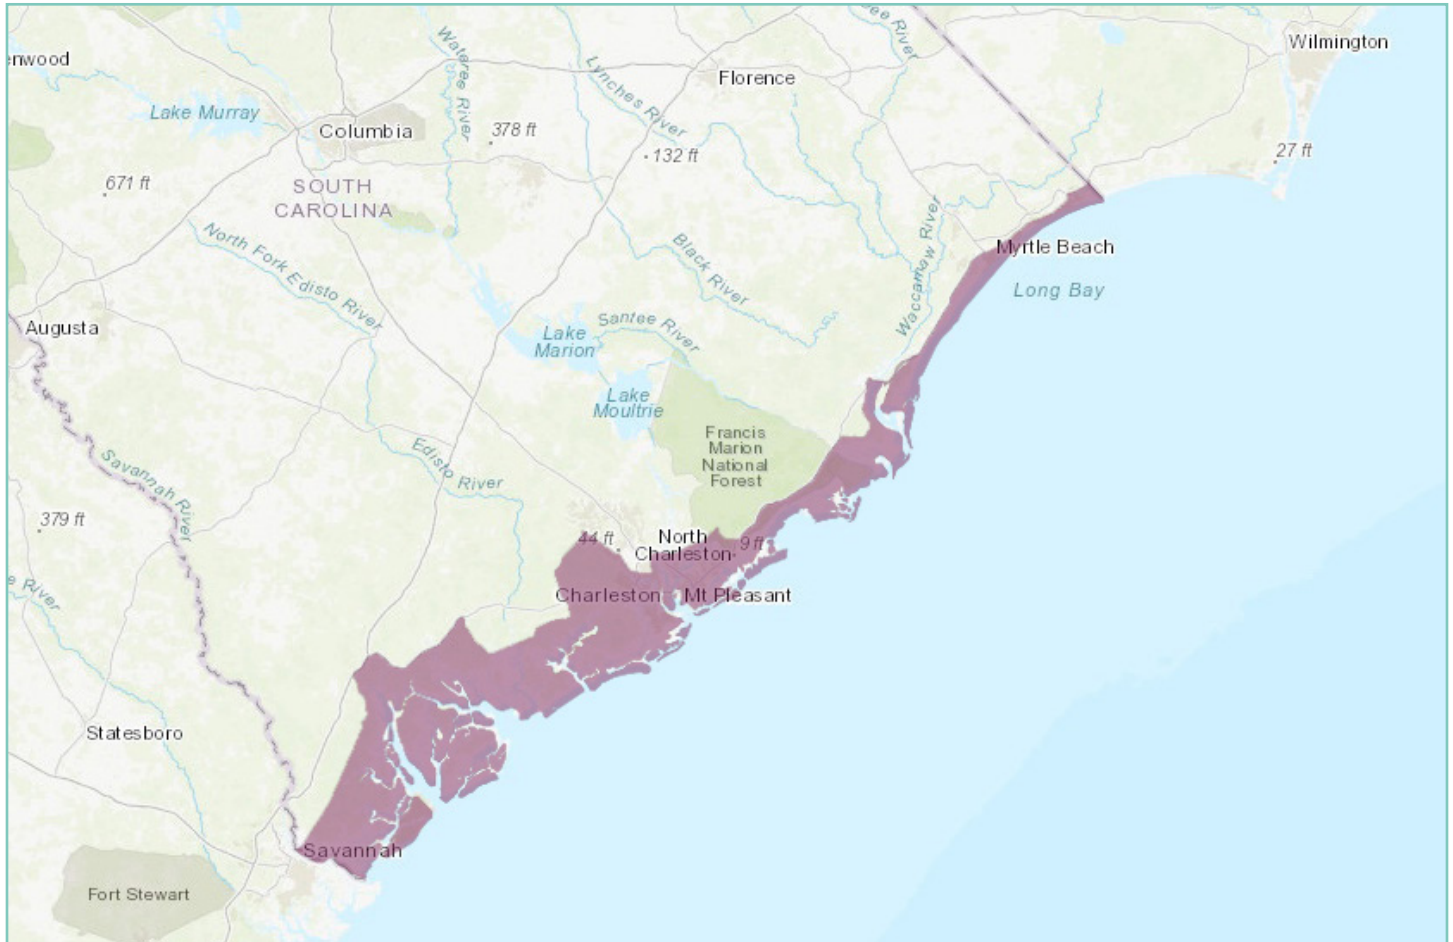 enwood
Wateree River
Lynches River
ee River
Wilmington
Florence
Lake Murray
Columbia
378 ft
132 ft
27 ft
671 ft
SOUTH
CAROLINA
North Fork Edisto River
Black River
Waccamaw River
Myrtle Beach
Long Bay
Augusta
Lake
Marion
Santee River
Lake
Moultrie
Francis
Marion
National
Forest
Savannah River
Edisto River
379 ft
44 ft
North
Charleston
9 ft
e River
Charleston
Mt Pleasant
Statesboro
Savannah
Fort Stewart